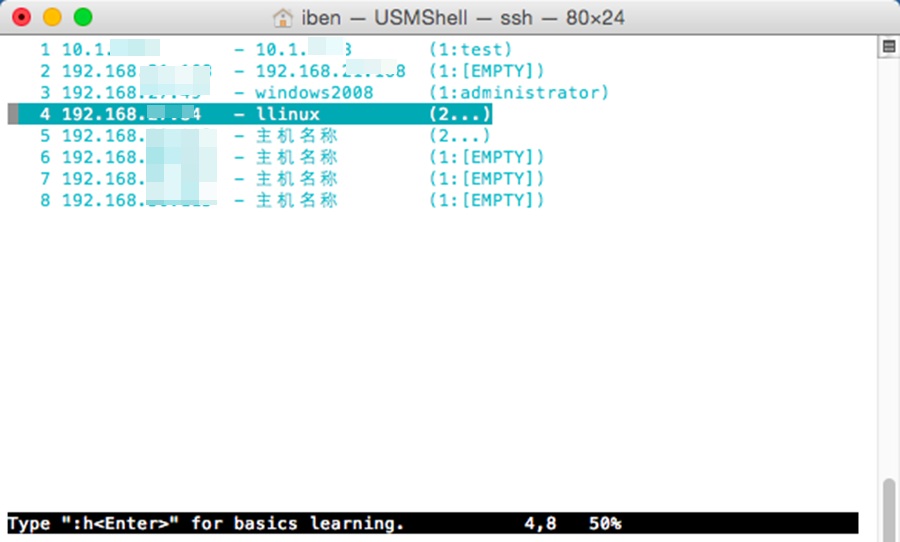 iben — USMShell — ssh — 80×24
1 10.1. - 10.1. (1:test)
2 192.168. - 192.168. (1:[EMPTY])
3 192.168. - windows2008 (1:administrator)
4 192.168. - llinux (2...)
5 192.168. - 主机名称 (2...)
6 192.168. - 主机名称 (1:[EMPTY])
7 192.168. - 主机名称 (1:[EMPTY])
8 192.168. - 主机名称 (1:[EMPTY])
Type ":h<Enter>" for basics learning. 4,8 50%